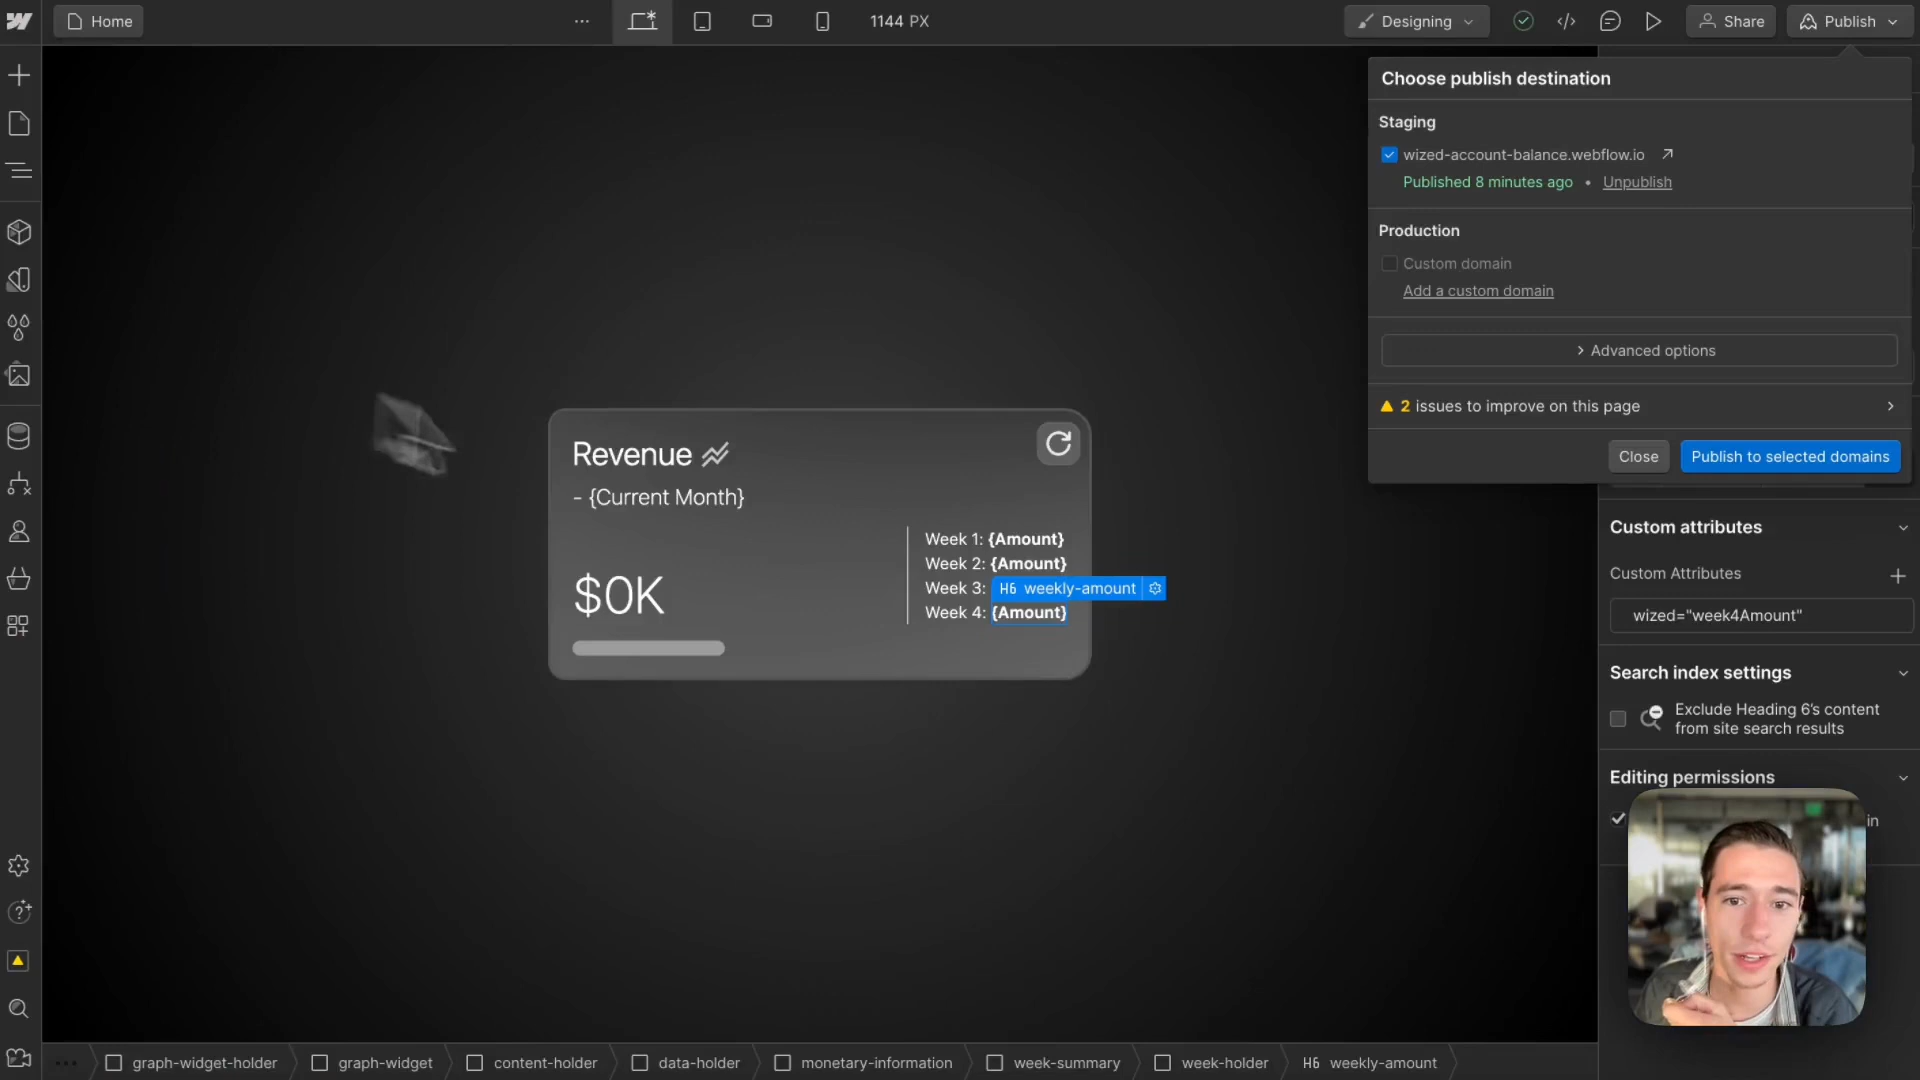 Home
1144 PX
Designing
Share
Publish
Choose publish destination
Staging
wized-account-balance.webflow.io
Published 8 minutes ago • Unpublish
Production
Custom domain
Add a custom domain
Advanced options
2 issues to improve on this page
Close
Publish to selected domains
Revenue
- {Current Month}
$0K
Week 1: {Amount}
Week 2: {Amount}
Week 3:
H6 weekly-amount
Week 4: {Amount}
Custom attributes
Custom Attributes
wized="week4Amount"
Search index settings
Exclude Heading 6's content
from site search results
Editing permissions
in
graph-widget-holder
graph-widget
content-holder
data-holder
monetary-information
week-summary
week-holder
H6 weekly-amount